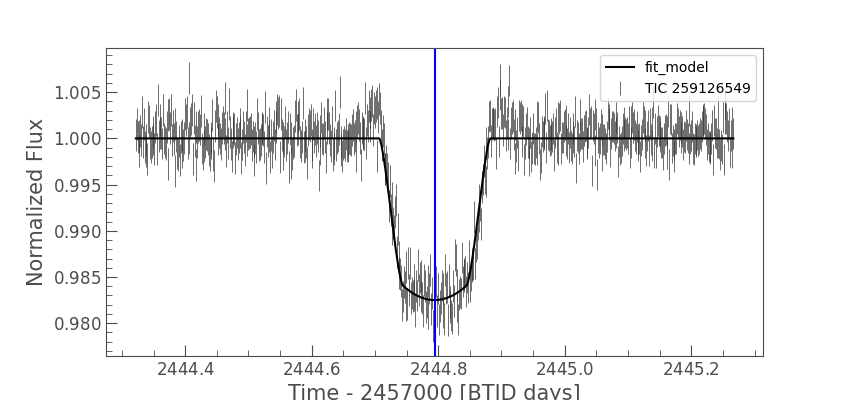 fit_model
TIC 259126549
Normalized Flux
1.005
1.000
0.995
0.990
0.985
0.980
2444.4 2444.6 2444.8 2445.0 2445.2
Time - 2457000 [BTJD days]